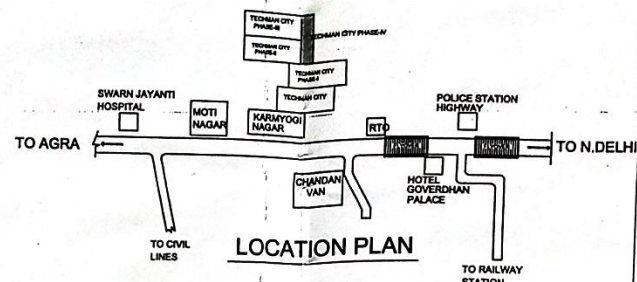 TECHMAN CITY
PHASE-III
TECHMAN CITY
PHASE-II
TECHMAN CITY PHASE-IV
TECHMAN CITY
PHASE-I
TECHMAN CITY
SWARN JAYANTI
HOSPITAL
MOTI
NAGAR
KARMYOGI
NAGAR
RTO
POLICE STATION
HIGHWAY
TO AGRA
TO N.DELHI
CHANDAN
VAN
HOTEL
GOVERDHAN
PALACE
TO CIVIL
LINES
LOCATION PLAN
TO RAILWAY
STATION